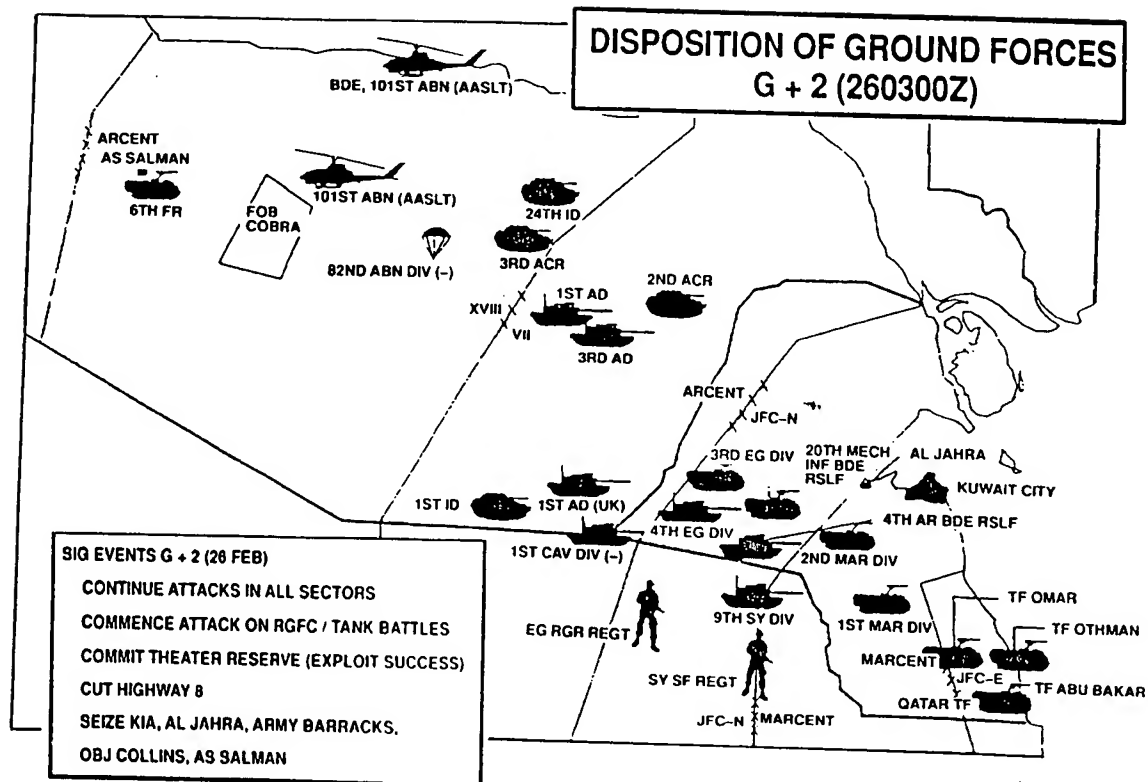 DISPOSITION OF GROUND FORCES
G + 2 (260300Z)
BDE, 101ST ABN (AASLT)
ARCENT
AS SALMAN
6TH FR
FOB
COBRA
101ST ABN (AASLT)
24TH ID
82ND ABN DIV (–)
3RD ACR
2ND ACR
1ST AD
XVIII
VII
3RD AD
ARCENT
JFC-N
3RD EG DIV
20TH MECH
INF BDE
RSLF
AL JAHRA
KUWAIT CITY
1ST ID
1ST AD (UK)
4TH EG DIV
4TH AR BDE RSLF
1ST CAV DIV (–)
2ND MAR DIV
EG RGR REGT
9TH SY DIV
1ST MAR DIV
TF OMAR
TF OTHMAN
MARCENT
JFC-E
SY SF REGT
QATAR TF
TF ABU BAKAR
JFC-N
MARCENT
SIG EVENTS G + 2 (26 FEB)
CONTINUE ATTACKS IN ALL SECTORS
COMMENCE ATTACK ON RGFC / TANK BATTLES
COMMIT THEATER RESERVE (EXPLOIT SUCCESS)
CUT HIGHWAY 8
SEIZE KIA, AL JAHRA, ARMY BARRACKS,
OBJ COLLINS, AS SALMAN